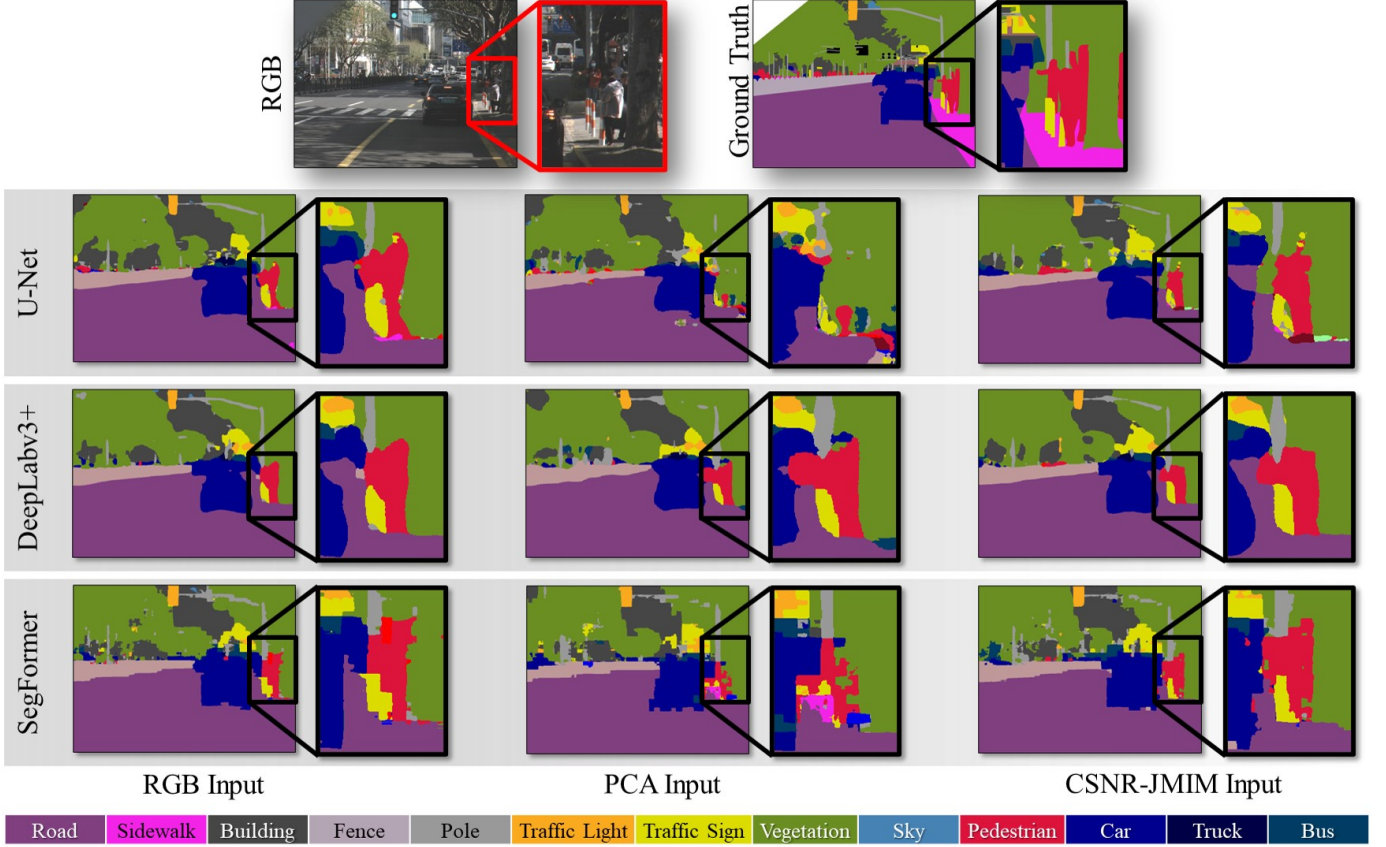 RGB
Ground Truth
U-Net
DeepLabv3+
SegFormer
RGB Input
PCA Input
CSNR-JMIM Input
Road
Sidewalk
Building
Fence
Pole
Traffic Light
Traffic Sign
Vegetation
Sky
Pedestrian
Car
Truck
Bus